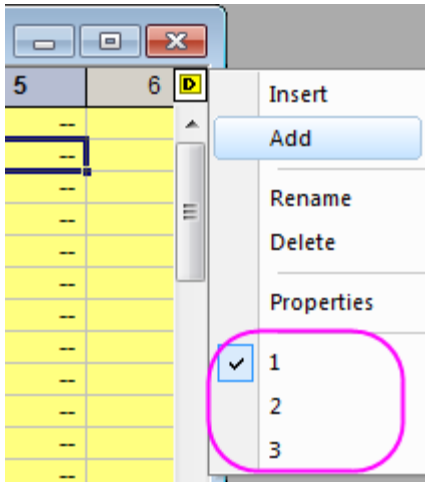 5 6 D
Insert
--
Add
--
--
Rename
--
Delete
--
--
Properties
--
--
1
--
2
--
3
--
--
--